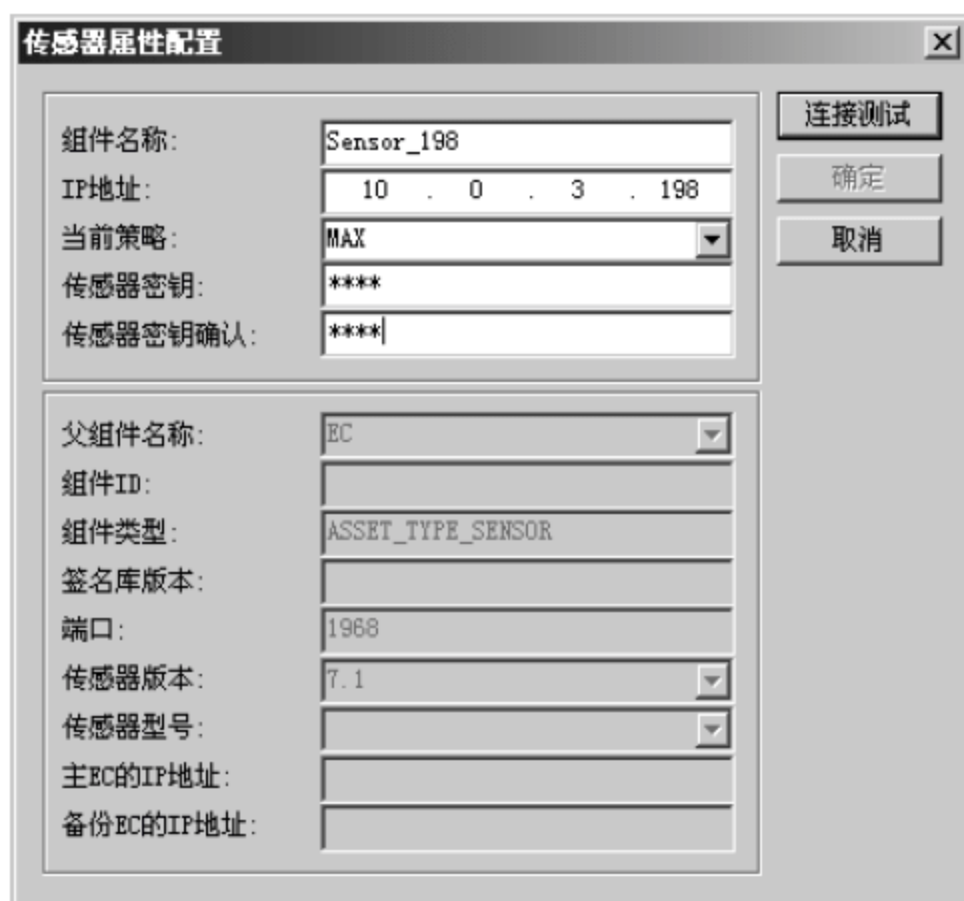 传感器属性配置
组件名称: Sensor_198
IP地址: 10 . 0 . 3 . 198
当前策略: MAX
传感器密钥: ****
传感器密钥确认: ****
连接测试
确定
取消
父组件名称: EC
组件ID:
组件类型: ASSET_TYPE_SENSOR
签名库版本:
端口: 1968
传感器版本: 7.1
传感器型号:
主EC的IP地址:
备份EC的IP地址: